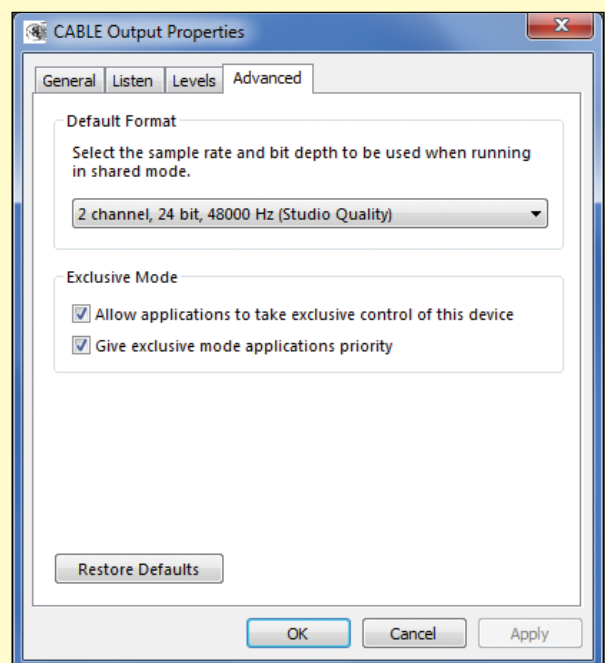 CABLE Output Properties
General Listen Levels Advanced
Default Format
Select the sample rate and bit depth to be used when running
in shared mode.
2 channel, 24 bit, 48000 Hz (Studio Quality)
Exclusive Mode
Allow applications to take exclusive control of this device
Give exclusive mode applications priority
Restore Defaults
OK Cancel Apply